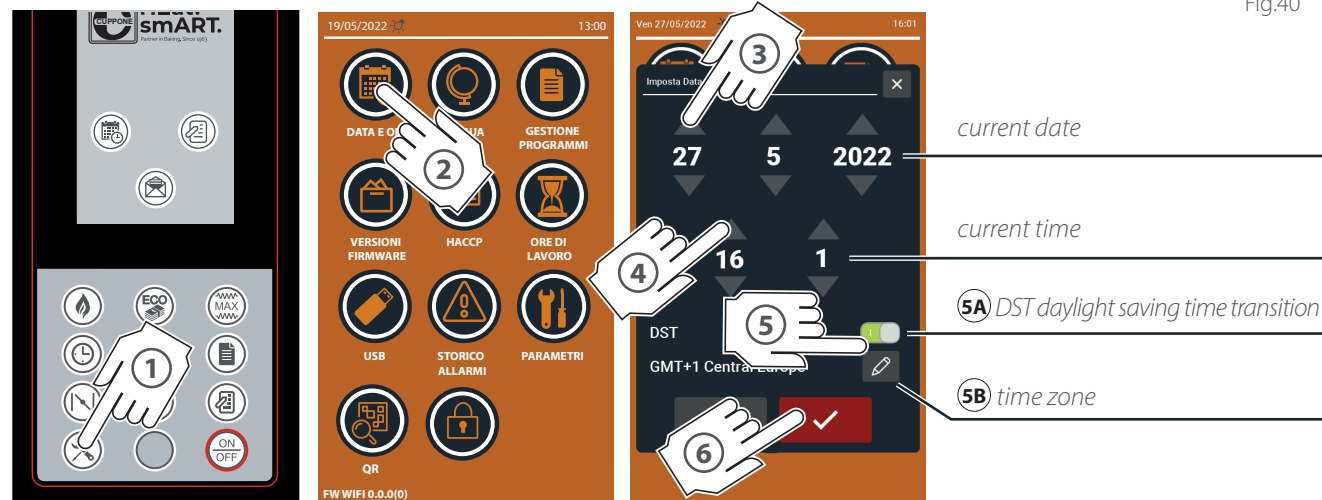 Fig.40
CUPPONE
smART.
Partner in Baking, Since 1963
ECO
MAX
1
ON
OFF
19/05/2022 13:00
DATA E O
UA
GESTIONE
PROGRAMMI
2
VERSIONI
FIRMWARE
HACCP
ORE DI
LAVORO
USB
STORICO
ALLARMI
PARAMETRI
QR
FW WIFI 0.0.0(0)
Ven 27/05/2022 16:01
3
Imposta Data
27 5 2022
4
16 1
5
DST
GMT+1 Central Europe
6
current date
current time
5A DST daylight saving time transition
5B time zone